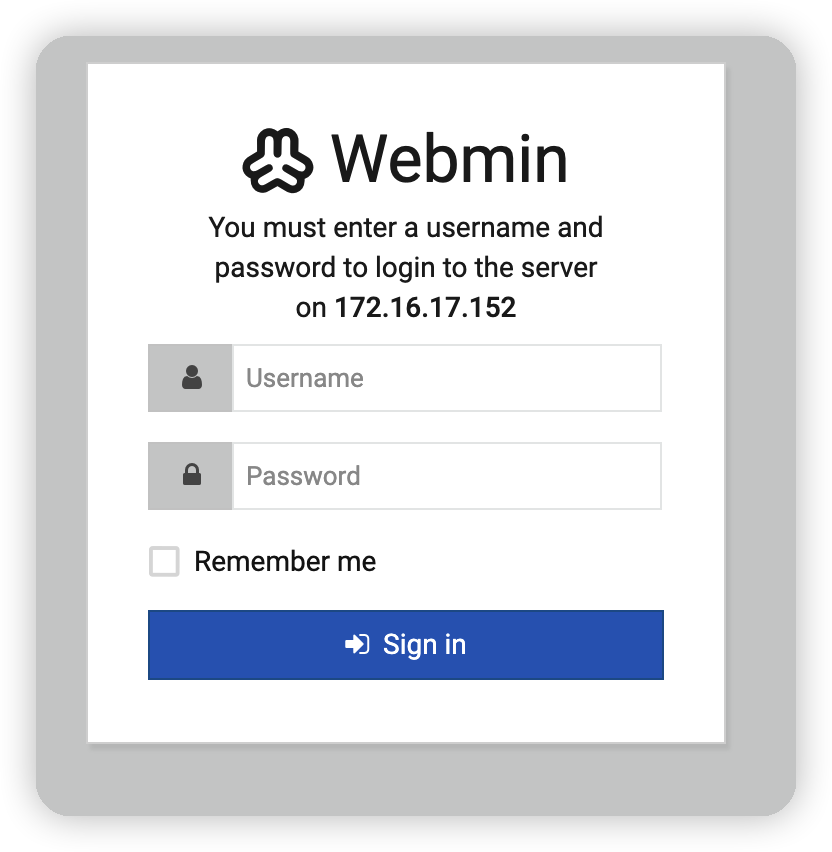 Webmin
You must enter a username and
password to login to the server
on 172.16.17.152
Username
Password
Remember me
Sign in